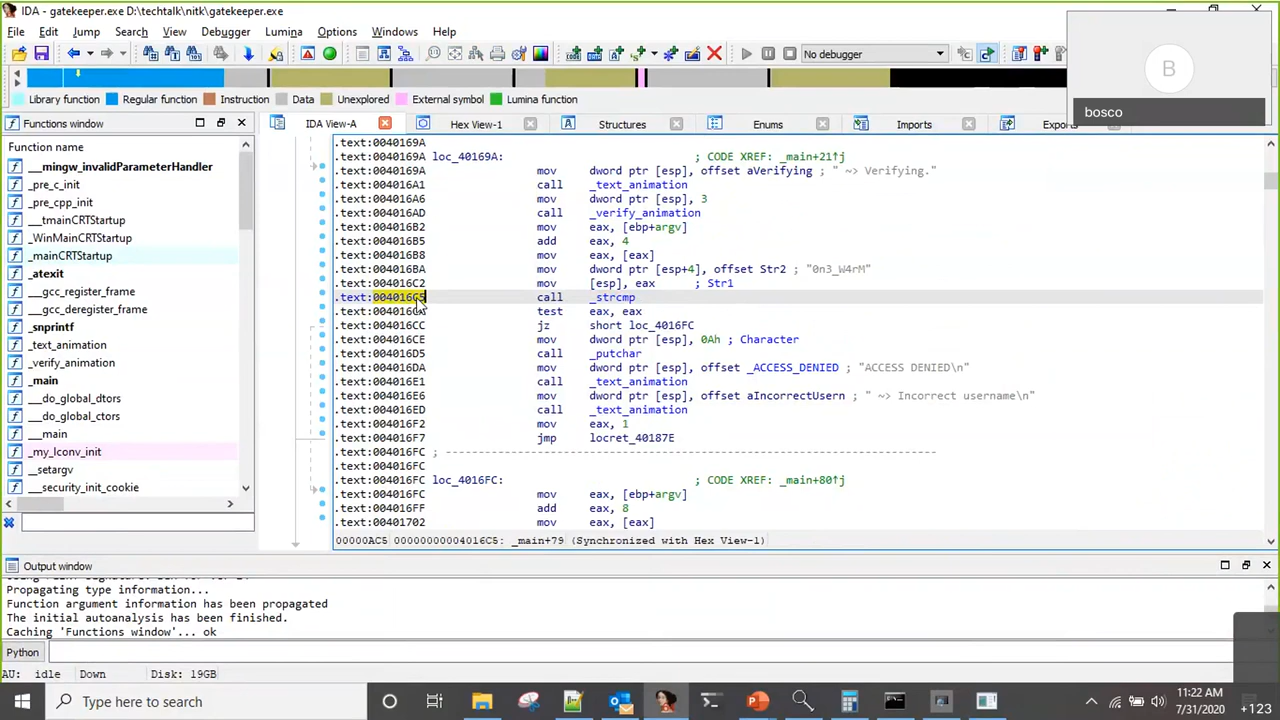 IDA - gatekeeper.exe D:\techtalk\nitk\gatekeeper.exe
File Edit Jump Search View Debugger Lumina Options Windows Help
No debugger
Library function Regular function Instruction Data Unexplored External symbol Lumina function
B
bosco
Functions window
IDA View-A Hex View-1 Structures Enums Imports Exports
Function name
__mingw_invalidParameterHandler
_pre_c_init
_pre_cpp_init
___tmainCRTStartup
_WinMainCRTStartup
_mainCRTStartup
_atexit
___gcc_register_frame
___gcc_deregister_frame
_snprintf
_text_animation
_verify_animation
_main
___do_global_dtors
___do_global_ctors
___main
_my_lconv_init
__setargv
___security_init_cookie
.text:0040169A
.text:0040169A loc_40169A: ; CODE XREF: _main+21↑j
.text:0040169A mov dword ptr [esp], offset aVerifying ; " ~> Verifying."
.text:004016A1 call _text_animation
.text:004016A6 mov dword ptr [esp], 3
.text:004016AD call _verify_animation
.text:004016B2 mov eax, [ebp+argv]
.text:004016B5 add eax, 4
.text:004016B8 mov eax, [eax]
.text:004016BA mov dword ptr [esp+4], offset Str2 ; "0n3_W4rM"
.text:004016C2 mov [esp], eax ; Str1
.text:004016C5 call _strcmp
test eax, eax
.text:004016CC jz short loc_4016FC
.text:004016CE mov dword ptr [esp], 0Ah ; Character
.text:004016D5 call _putchar
.text:004016DA mov dword ptr [esp], offset _ACCESS_DENIED ; "ACCESS DENIED\n"
.text:004016E1 call _text_animation
.text:004016E6 mov dword ptr [esp], offset aIncorrectUsern ; " ~> Incorrect username\n"
.text:004016ED call _text_animation
.text:004016F2 mov eax, 1
.text:004016F7 jmp locret_40187E
.text:004016FC ; ---------------------------------------------------------------------------
.text:004016FC
.text:004016FC loc_4016FC: ; CODE XREF: _main+80↑j
.text:004016FC mov eax, [ebp+argv]
.text:004016FF add eax, 8
.text:00401702 mov eax, [eax]
00000AC5 00000000004016C5: _main+79 (Synchronized with Hex View-1)
Output window
Propagating type information...
Function argument information has been propagated
The initial autoanalysis has been finished.
Caching 'Functions window'... ok
Python
AU: idle Down Disk: 19GB
Type here to search
11:22 AM
7/31/2020
+123